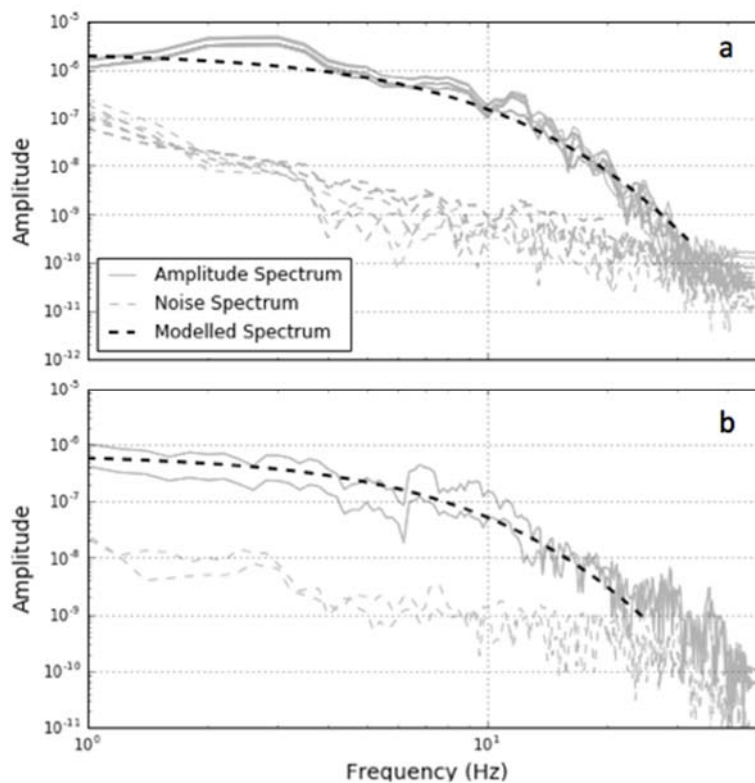 10⁻⁵
a
10⁻⁶
10⁻⁷
10⁻⁸
Amplitude
10⁻⁹
10⁻¹⁰
Amplitude Spectrum
Noise Spectrum
10⁻¹¹
Modelled Spectrum
10⁻¹²
10⁻⁵
b
10⁻⁶
10⁻⁷
10⁻⁸
Amplitude
10⁻⁹
10⁻¹⁰
10⁻¹¹
10⁰ 10¹
Frequency (Hz)